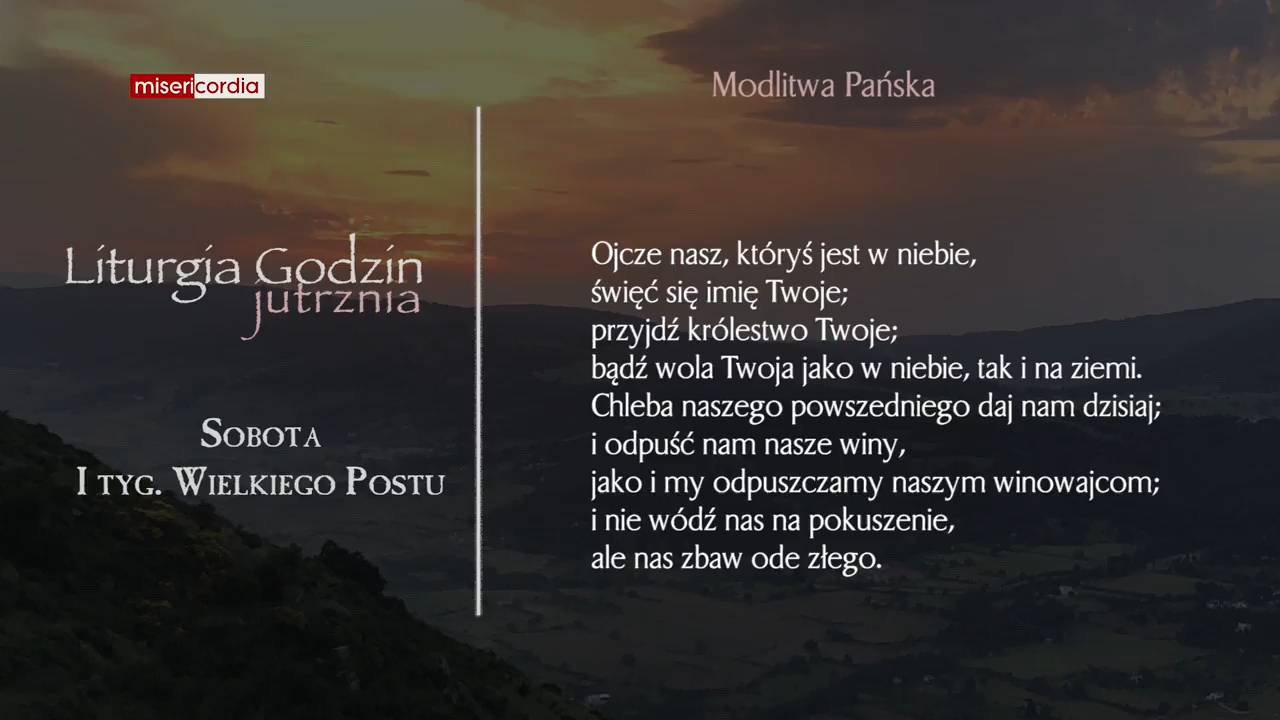 misericordia
Liturgia Godzin
jutrznia
Sobota
I tyg. Wielkiego Postu
Modlitwa Pańska
Ojcze nasz, któryś jest w niebie,
święć się imię Twoje;
przyjdź królestwo Twoje;
bądź wola Twoja jako w niebie, tak i na ziemi.
Chleba naszego powszedniego daj nam dzisiaj;
i odpuść nam nasze winy,
jako i my odpuszczamy naszym winowajcom;
i nie wódź nas na pokuszenie,
ale nas zbaw ode złego.